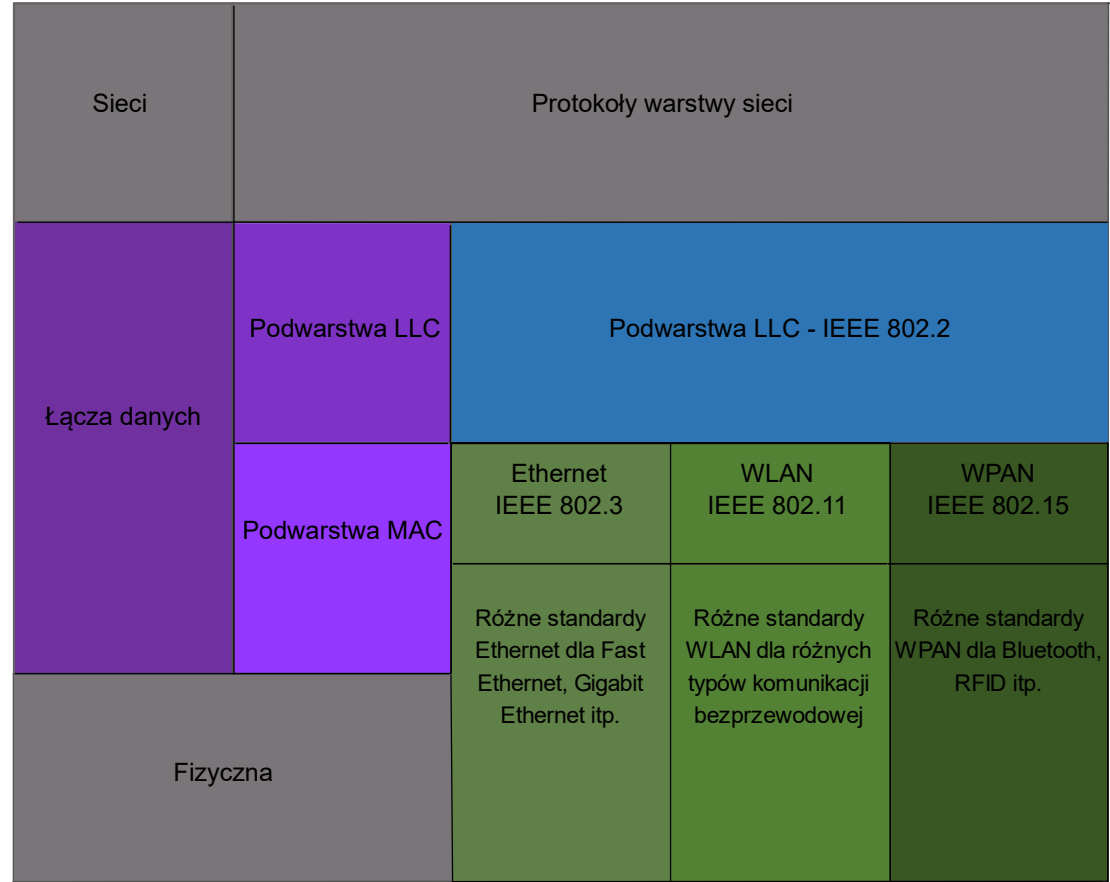 Sieci
Protokoły warstwy sieci
Łącza danych
Podwarstwa LLC
Podwarstwa LLC - IEEE 802.2
Podwarstwa MAC
Ethernet
IEEE 802.3
WLAN
IEEE 802.11
WPAN
IEEE 802.15
Różne standardy
Ethernet dla Fast
Ethernet, Gigabit
Ethernet itp.
Różne standardy
WLAN dla różnych
typów komunikacji
bezprzewodowej
Różne standardy
WPAN dla Bluetooth,
RFID itp.
Fizyczna